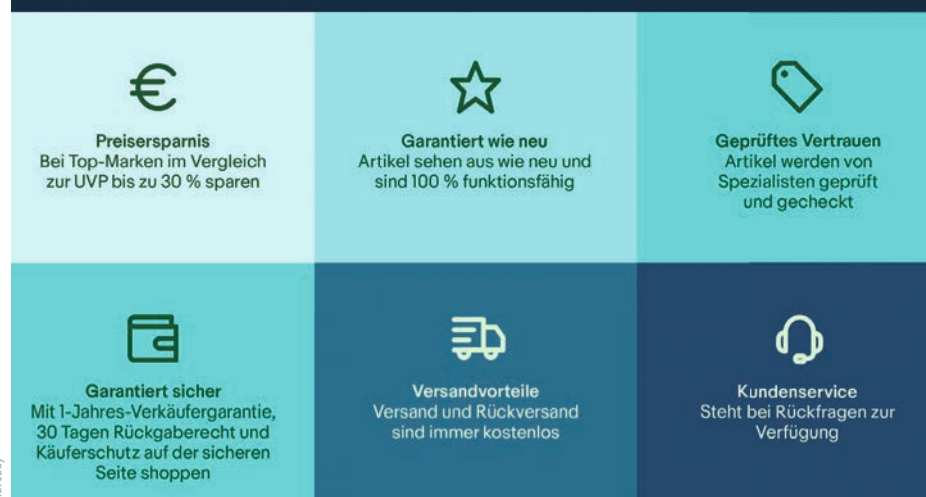 Preisersparnis
Bei Top-Marken im Vergleich
zur UVP bis zu 30 % sparen
Garantiert wie neu
Artikel sehen aus wie neu und
sind 100 % funktionsfähig
Geprüftes Vertrauen
Artikel werden von
Spezialisten geprüft
und gecheckt
Garantiert sicher
Mit 1-Jahres-Verkäufergarantie,
30 Tagen Rückgaberecht und
Käuferschutz auf der sicheren
Seite shoppen
Versandvorteile
Versand und Rückversand
sind immer kostenlos
Kundenservice
Steht bei Rückfragen zur
Verfügung